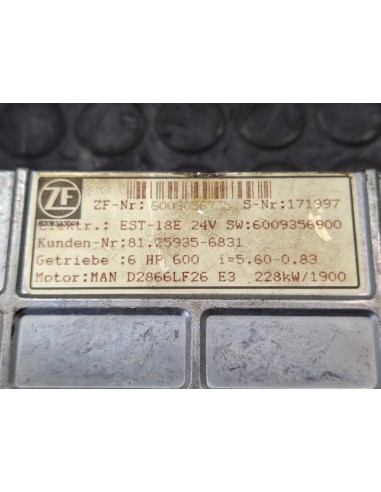 ZF
6009383004
ZF-Nr: S-Nr:171997
EST-18E 24V SW:6009356900
Kunden-Nr:81.25935-6831
Getriebe :6 HP 600 i=5.60-0.83
Motor:MAN D2866LF26 E3 228kW/1900